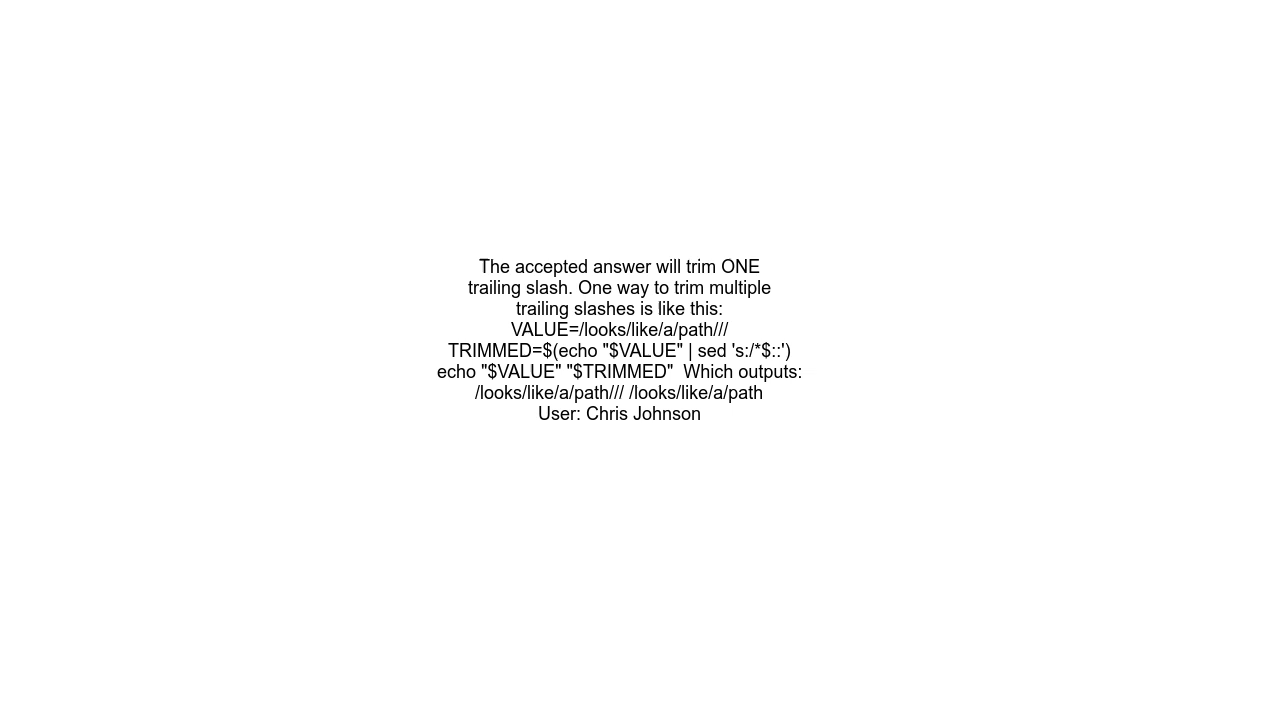 The accepted answer will trim ONE
trailing slash. One way to trim multiple
trailing slashes is like this:
VALUE=/looks/like/a/path///
TRIMMED=$(echo "$VALUE" | sed 's:/*$::')
echo "$VALUE" "$TRIMMED"  Which outputs:
/looks/like/a/path/// /looks/like/a/path
User: Chris Johnson